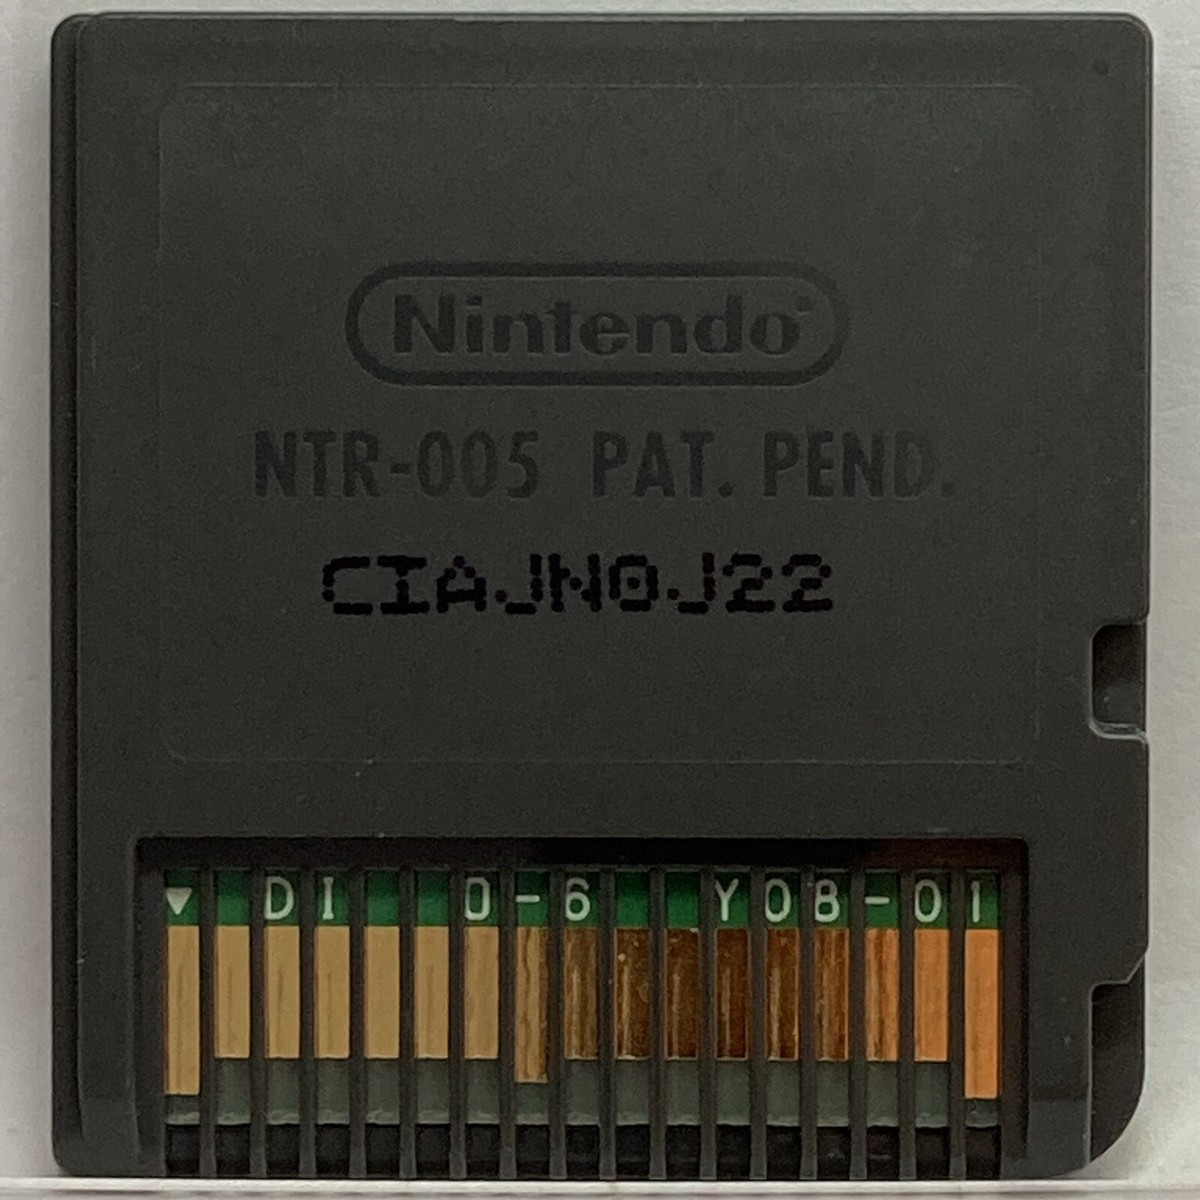 Nintendo
NTR-005 PAT. PEND.
CIAJN0J22
▼ DI 0-6 Y0B-01